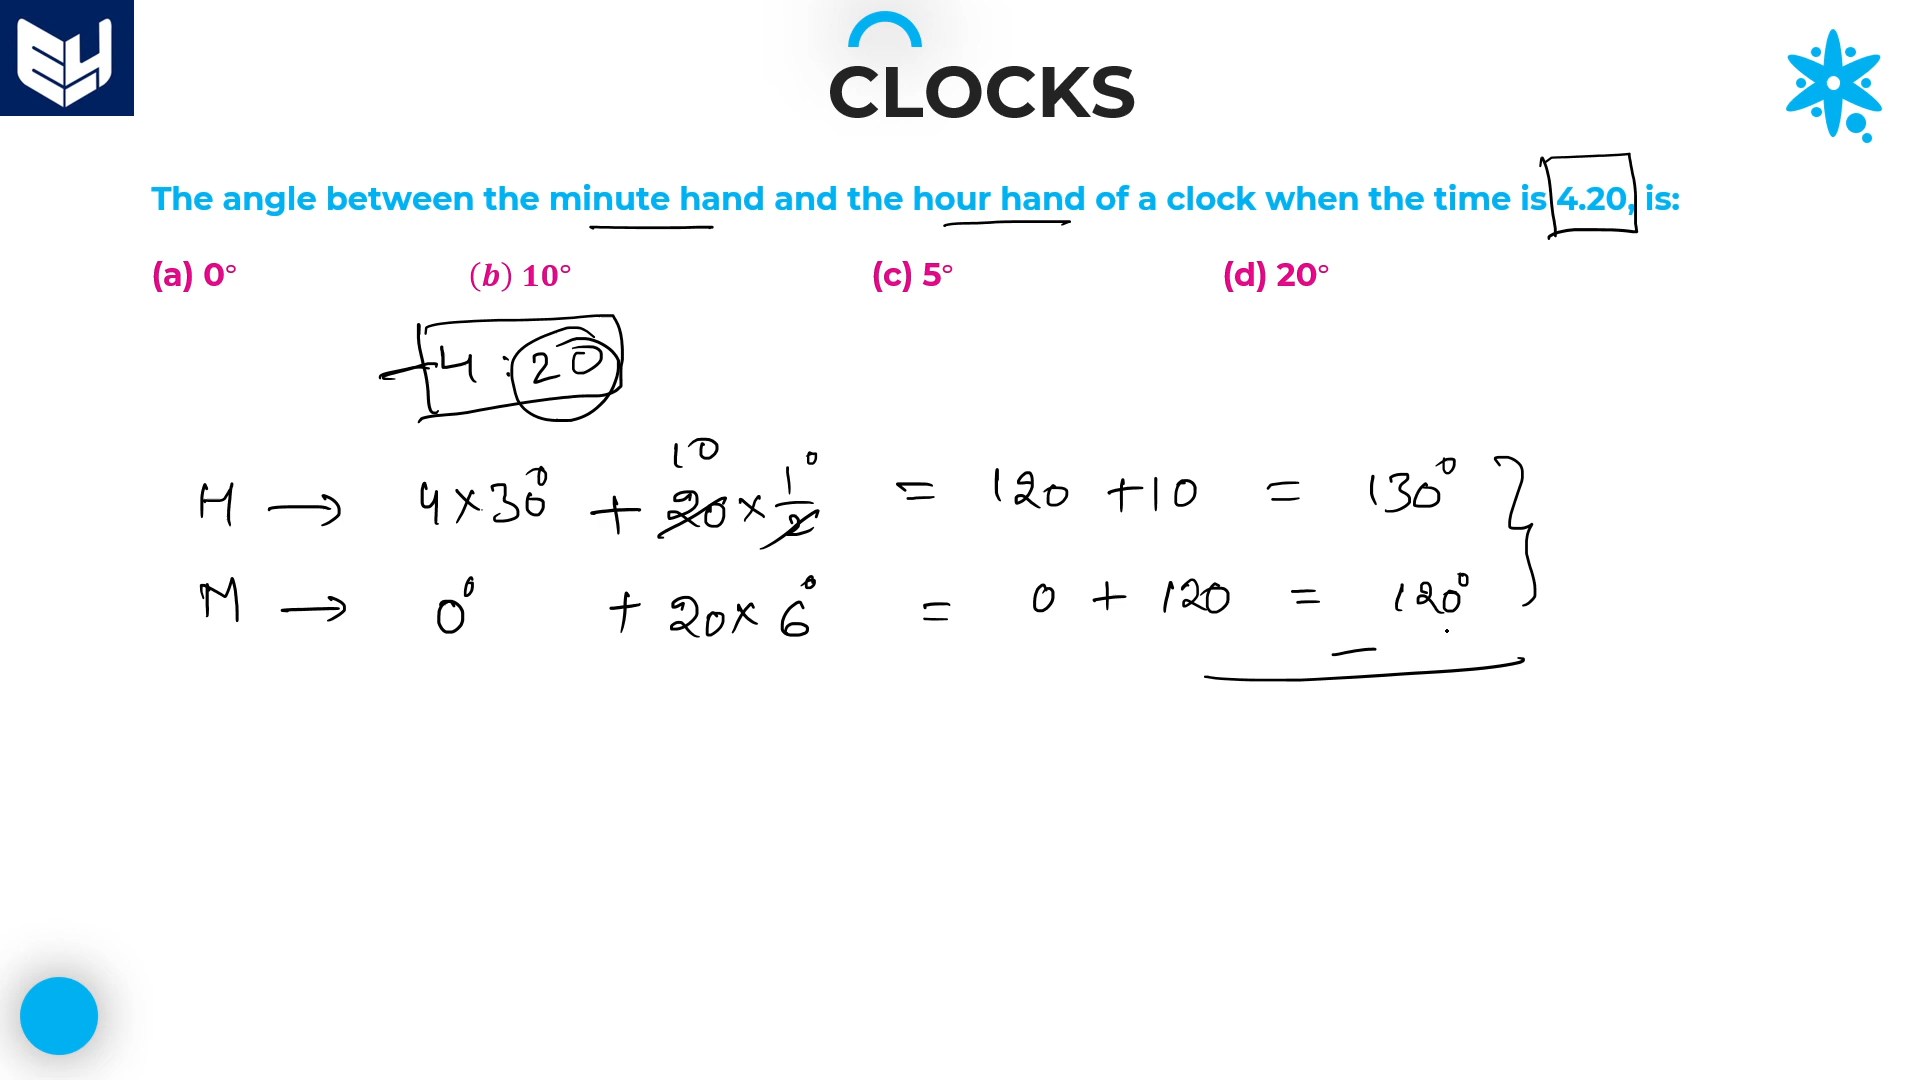 CLOCKS
The angle between the minute hand and the hour hand of a clock when the time is 4.20, is:
(a) 0° (b) 10° (c) 5° (d) 20°
4 : 20
10
H → 4 × 30° + 20 × 1/2° = 120 + 10 = 130°
M → 0° + 20 × 6° = 0 + 120 = 120°